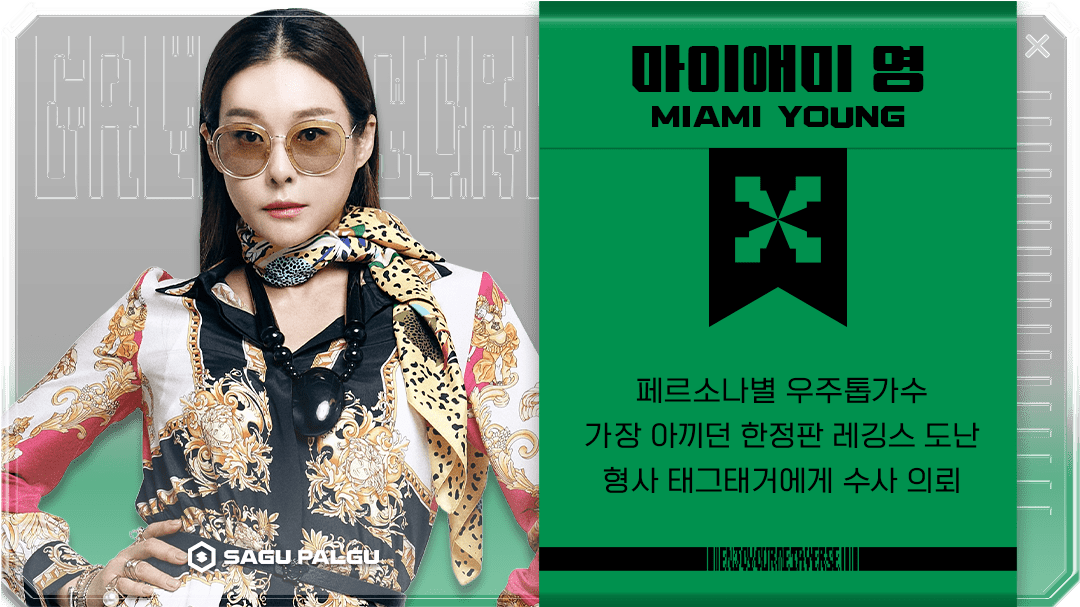 마이애미 영
MIAMI YOUNG
페르소나별 우주톱가수
가장 아끼던 한정판 레깅스 도난
형사 태그태거에게 수사 의뢰
SAGU PALGU
ENJOY YOUR METAVERSE